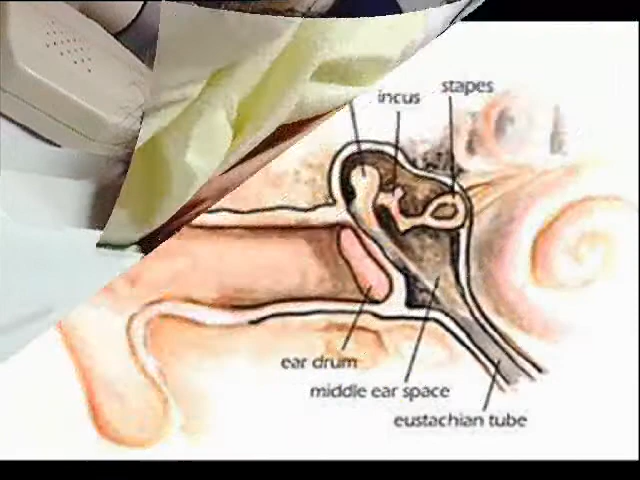 stapes
incus
ear drum
middle ear space
eustachian tube